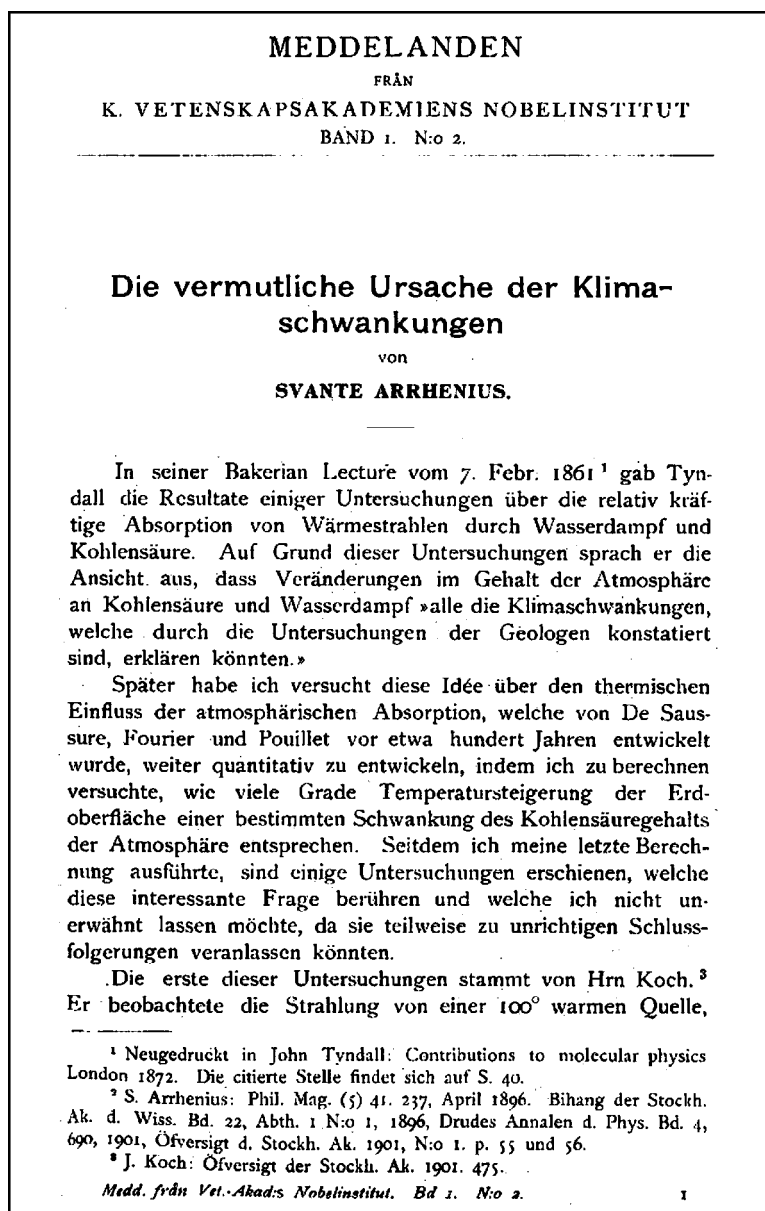 MEDDELANDEN
FRÅN
K. VETENSKAPSAKADEMIENS NOBELINSTITUT
BAND 1. N:o 2.
Die vermutliche Ursache der Klima-
schwankungen
von
SVANTE ARRHENIUS.
In seiner Bakerian Lecture vom 7. Febr. 1861 ¹ gab Tyn-
dall die Resultate einiger Untersuchungen über die relativ kräf-
tige Absorption von Wärmestrahlen durch Wasserdampf und
Kohlensäure. Auf Grund dieser Untersuchungen sprach er die
Ansicht aus, dass Veränderungen im Gehalt der Atmosphäre
an Kohlensäure und Wasserdampf »alle die Klimaschwankungen,
welche durch die Untersuchungen der Geologen konstatiert
sind, erklären könnten.»
Später habe ich versucht diese Idée über den thermischen
Einfluss der atmosphärischen Absorption, welche von De Saus-
sure, Fourier und Pouillet vor etwa hundert Jahren entwickelt
wurde, weiter quantitativ zu entwickeln, indem ich zu berechnen
versuchte, wie viele Grade Temperatursteigerung der Erd-
oberfläche einer bestimmten Schwankung des Kohlensäuregehalts
der Atmosphäre entsprechen. Seitdem ich meine letzte Berech-
nung ausführte, sind einige Untersuchungen erschienen, welche
diese interessante Frage berühren und welche ich nicht un-
erwähnt lassen möchte, da sie teilweise zu unrichtigen Schluss-
folgerungen veranlassen könnten.
Die erste dieser Untersuchungen stammt von Hrn Koch. ³
Er beobachtete die Strahlung von einer 100° warmen Quelle,
¹ Neugedruckt in John Tyndall: Contributions to molecular physics
London 1872. Die citierte Stelle findet sich auf S. 40.
² S. Arrhenius: Phil. Mag. (5) 41. 237, April 1896. Bihang der Stockh.
Ak. d. Wiss. Bd. 22, Abth. 1 N:o 1, 1896, Drudes Annalen d. Phys. Bd. 4,
690, 1901, Öfversigt d. Stockh. Ak. 1901, N:o 1. p. 55 und 56.
³ J. Koch: Öfversigt der Stockh. Ak. 1901. 475.
Medd. från Vet.-Akad:s Nobelinstitut. Bd 1. N:o 2. 1